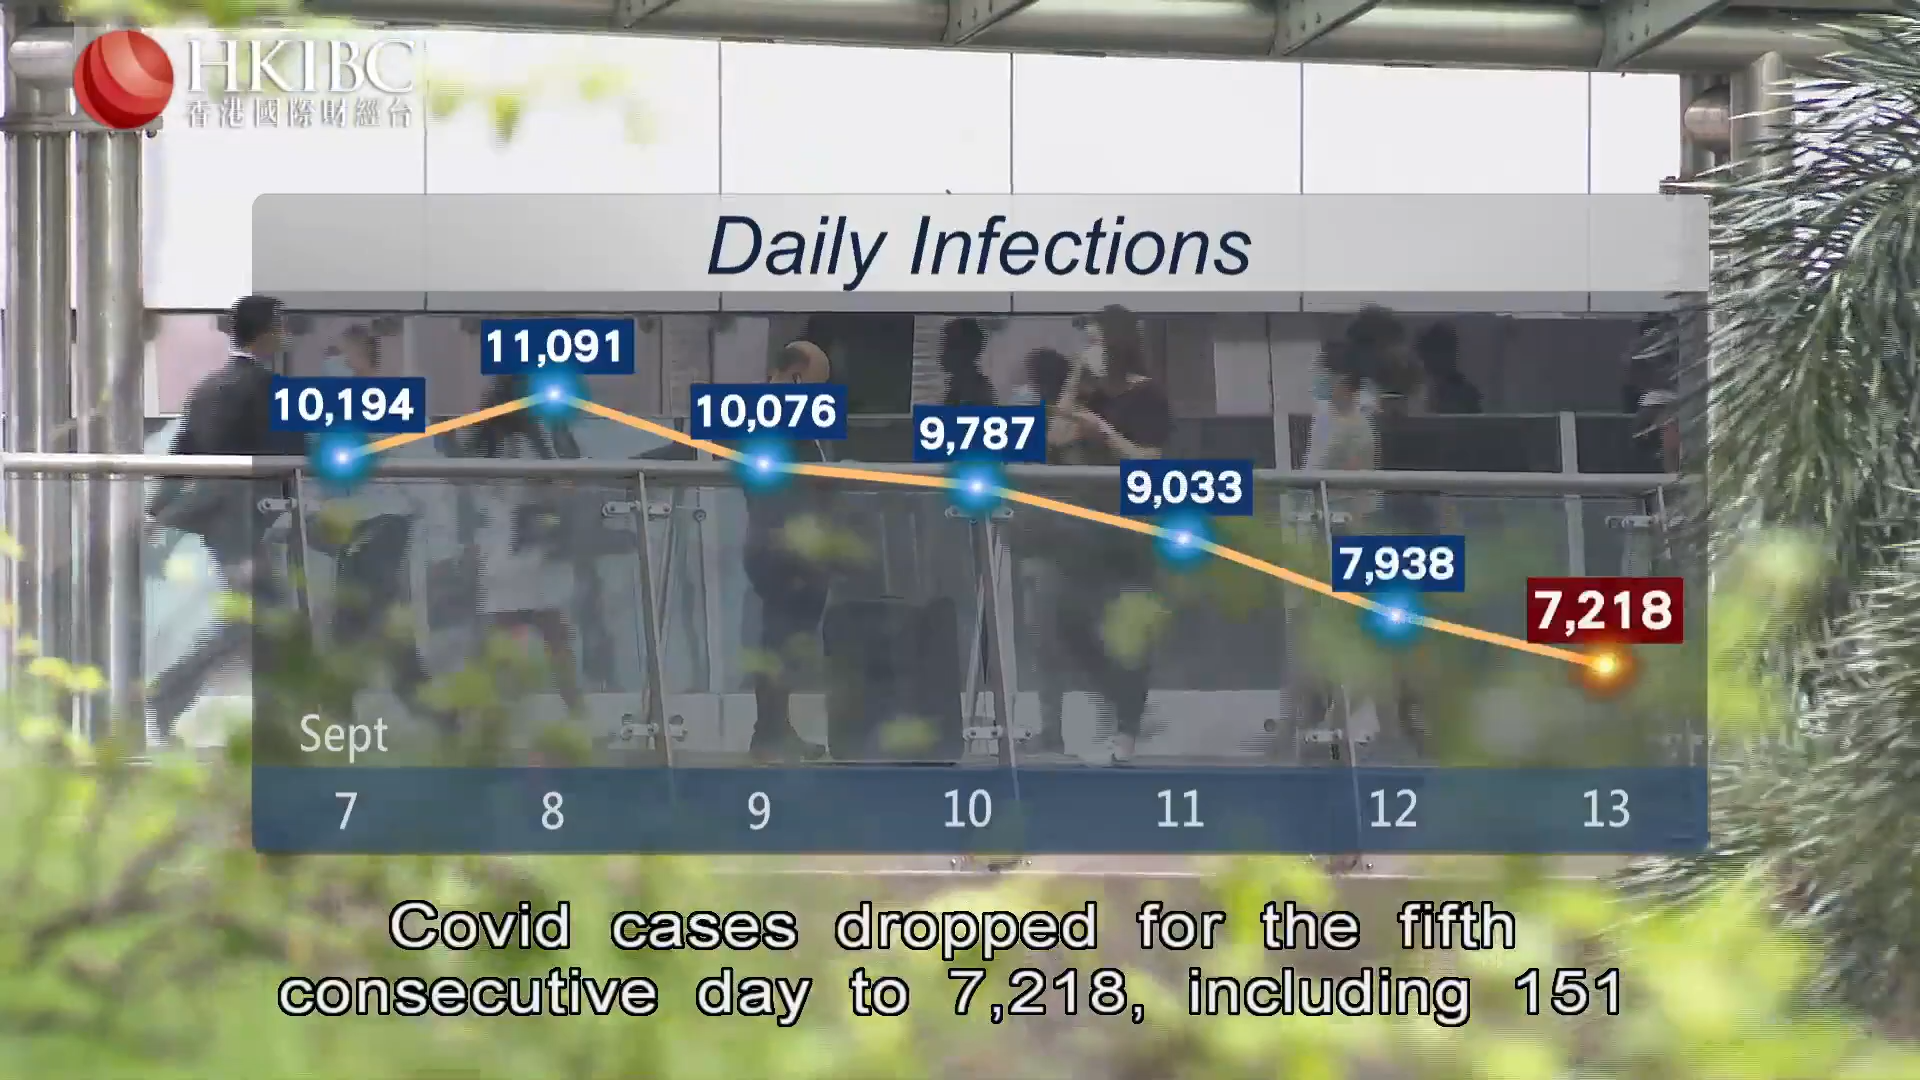 HKIBC
香港國際財經台
Daily Infections
11,091
10,194
10,076
9,787
9,033
7,938
7,218
Sept
7 8 9 10 11 12 13
Covid cases dropped for the fifth
consecutive day to 7,218, including 151